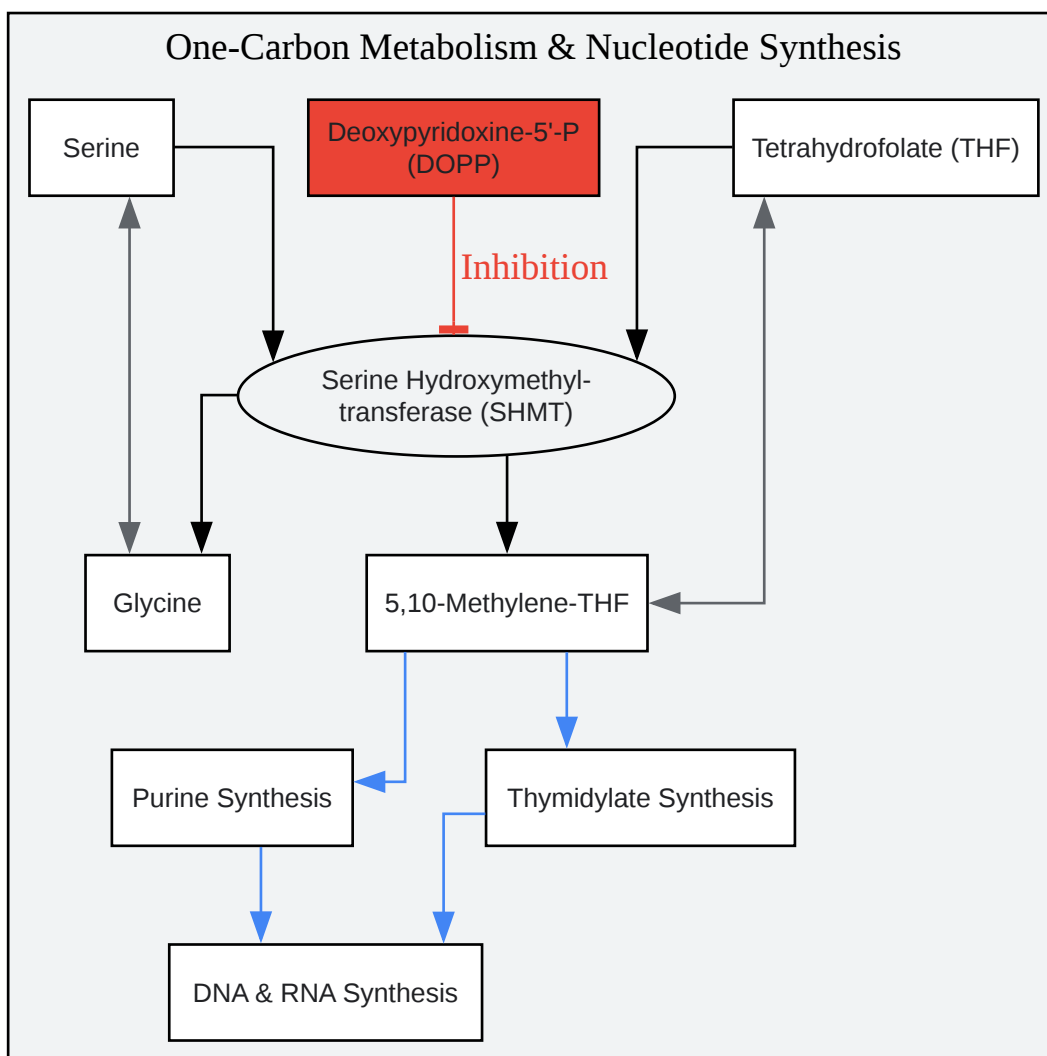 One-Carbon Metabolism & Nucleotide Synthesis
Serine
Deoxypyridoxine-5'-P
(DOPP)
Tetrahydrofolate (THF)
Inhibition
Serine Hydroxymethyl-
transferase (SHMT)
Glycine
5,10-Methylene-THF
Purine Synthesis
Thymidylate Synthesis
DNA & RNA Synthesis